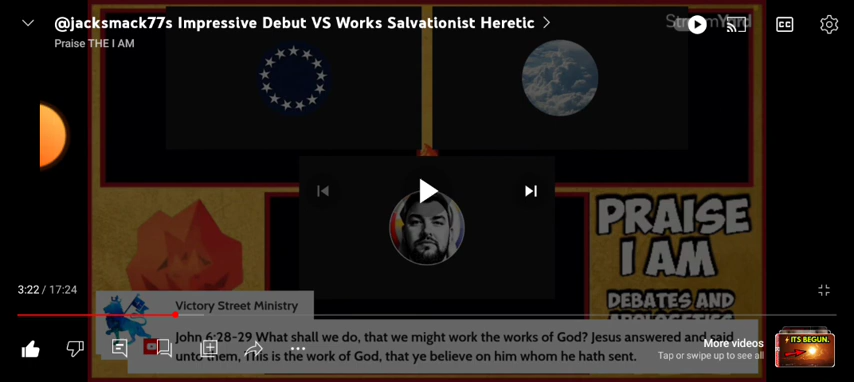 @jacksmack77s Impressive Debut VS Works Salvationist Heretic
Praise THE I AM
StreamYard
CC
PRAISE
I AM
DEBATES AND
APOLOGETICS
3:22 / 17:24
Victory Street Ministry
John 6:28-29 What shall we do, that we might work the works of God? Jesus answered and said
unto them, This is the work of God, that ye believe on him whom he hath sent.
More videos
Tap or swipe up to see all
ITS BEGUN.